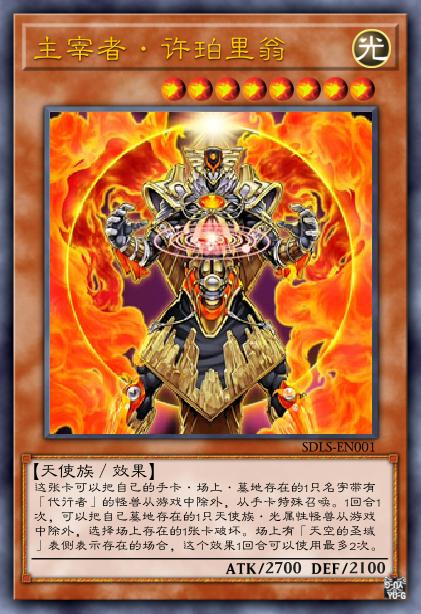 主宰者·许珀里翁
光
SDLS-EN001
【天使族／效果】
这张卡可以把自己的手卡·场上·墓地存在的1只名字带有
「代行者」的怪兽从游戏中除外，从手卡特殊召唤。1回合1
次，可以把自己墓地存在的1只天使族·光属性怪兽从游戏
中除外，选择场上存在的1张卡破坏。场上有「天空的圣域
」表侧表示存在的场合，这个效果1回合可以使用最多2次。
ATK/2700 DEF/2100